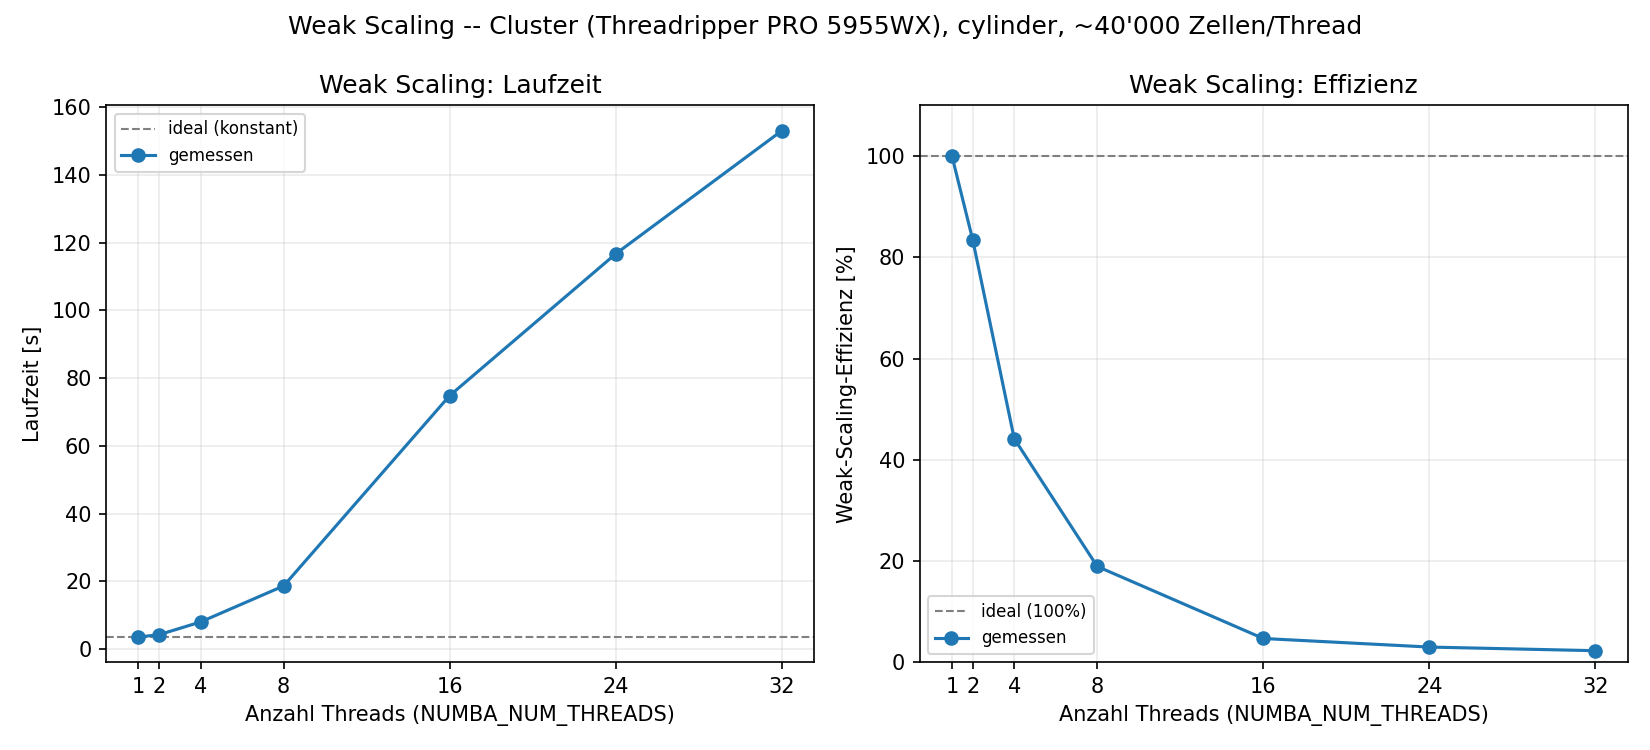 Weak Scaling -- Cluster (Threadripper PRO 5955WX), cylinder, ~40'000 Zellen/Thread
Weak Scaling: Laufzeit
160
140
120
100
80
60
40
20
0
Laufzeit [s]
ideal (konstant)
gemessen
1 2 4 8 16 24 32
Anzahl Threads (NUMBA_NUM_THREADS)
Weak Scaling: Effizienz
100
80
60
40
20
0
Weak-Scaling-Effizienz [%]
ideal (100%)
gemessen
1 2 4 8 16 24 32
Anzahl Threads (NUMBA_NUM_THREADS)